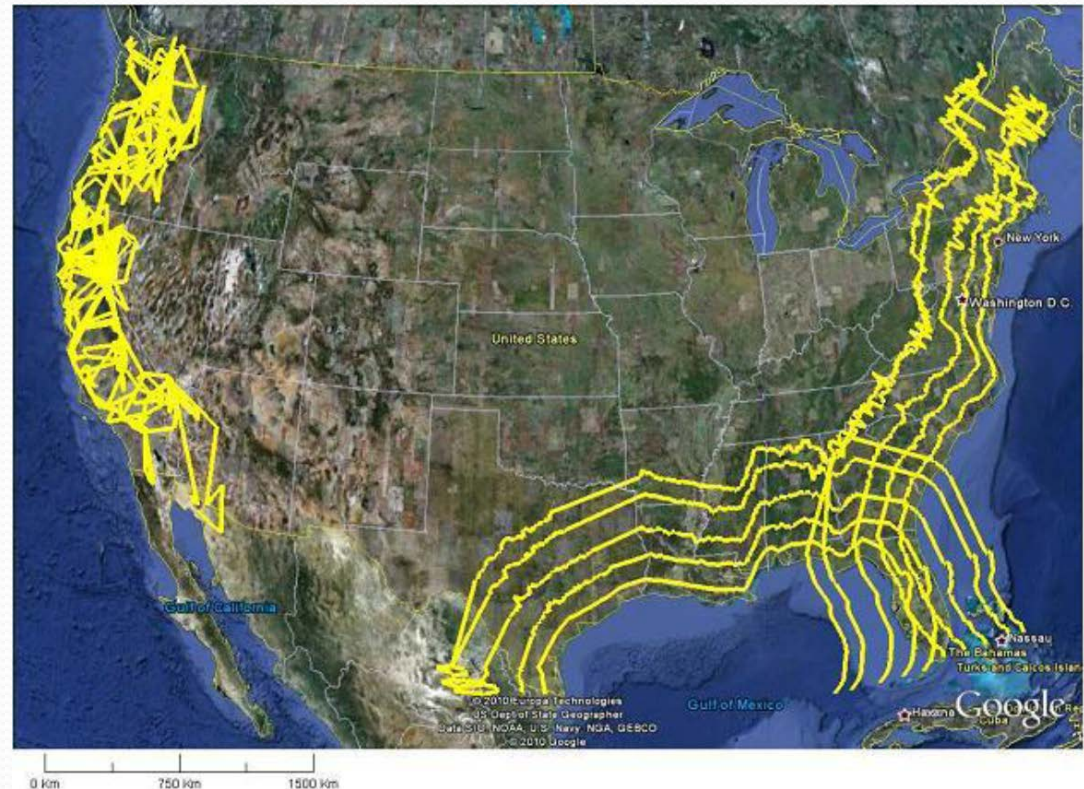 New York
Washington D.C.
United States
Gulf of California
Nassau
The Bahamas
Turks and Caicos Islan
© 2010 Europa Technologies
US Dept of State Geographer
Data SIO, NOAA, U.S. Navy, NGA, GEBCO
© 2010 Google
Gulf of Mexico
Google
Cuba
0 Km
750 Km
1500 Km